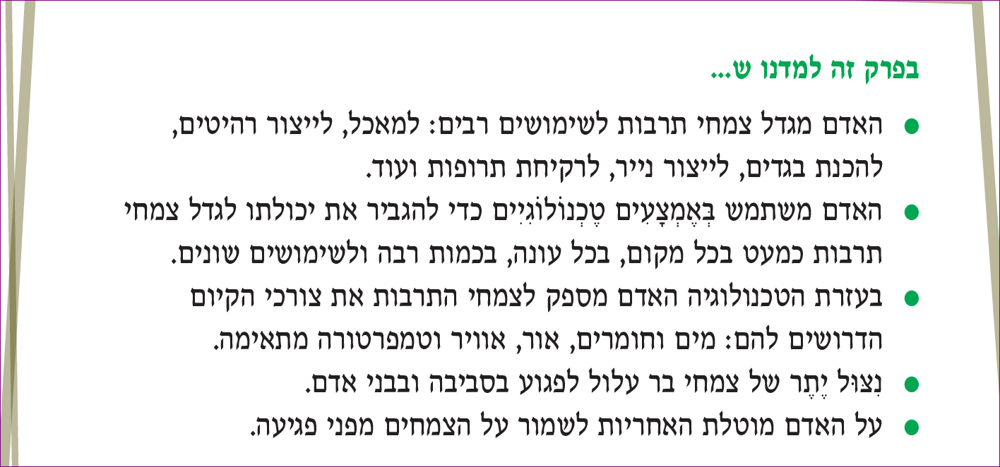 בפרק זה למדנו ש...
● האדם מגדל צמחי תרבות לשימושים רבים: למאכל, לייצור רהיטים,
להכנת בגדים, לייצור נייר, לרקיחת תרופות ועוד.
● האדם משתמש בְּאֶמְצָעִים טֶכְנוֹלוֹגִיִים כדי להגביר את יכולתו לגדל צמחי
תרבות כמעט בכל מקום, בכל עונה, בכמות רבה ולשימושים שונים.
● בעזרת הטכנולוגיה האדם מספק לצמחי התרבות את צורכי הקיום
הדרושים להם: מים וחומרים, אור, אוויר וטמפרטורה מתאימה.
● נִצּוּל יֶתֶר של צמחי בר עלול לפגוע בסביבה ובבני אדם.
● על האדם מוטלת האחריות לשמור על הצמחים מפני פגיעה.